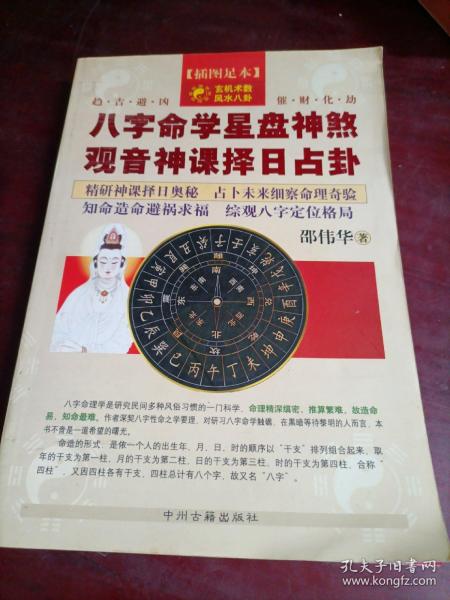 【插图足本】
玄机术数
风水八卦
趋·吉·避·凶 催·财·化·劫
八字命学星盘神煞
观音神课择日占卦
精研神课择日奥秘 占卜未来细察命理奇验
知命造命避祸求福 综观八字定位格局
邵伟华 著
八字命理学是研究民间多种风俗习惯的一门科学，命理精深缜密，推算繁难，故造命
易，知命最难。作者深契八字性命之学要理，对研习八字命学触礁，在黑暗等待黎明的人而言，本
书不啻是一道希望的曙光。
命造的形式，是依一个人的出生年、月、日、时的顺序以“干支”排列组合起来，取
年的干支为第一柱，月的干支为第二柱，日的干支为第三柱，时的干支为第四柱，合称“
四柱”，又因四柱各有干支，四柱总计有八个字，故又名“八字”。
中州古籍出版社
孔夫子旧书网
www.kongfz.com